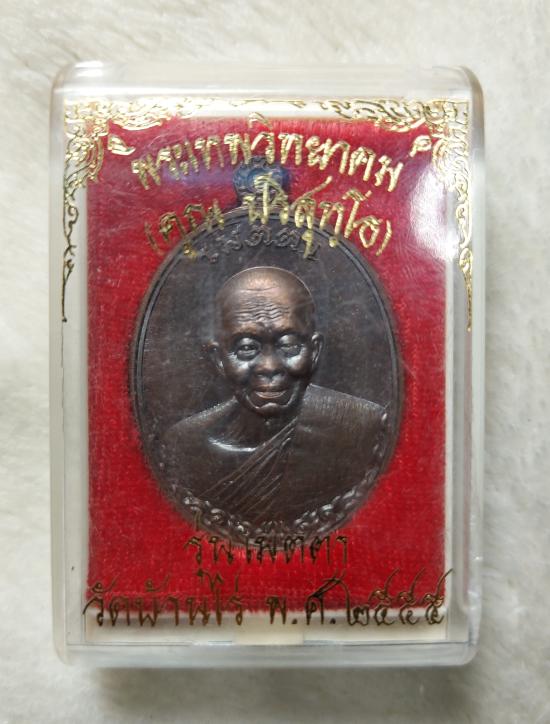 พระเทพวิทยาคม
(คูณ ปริสุทฺโธ)
วัดบ้านไร่ พ.ศ. ๒๕๕๕